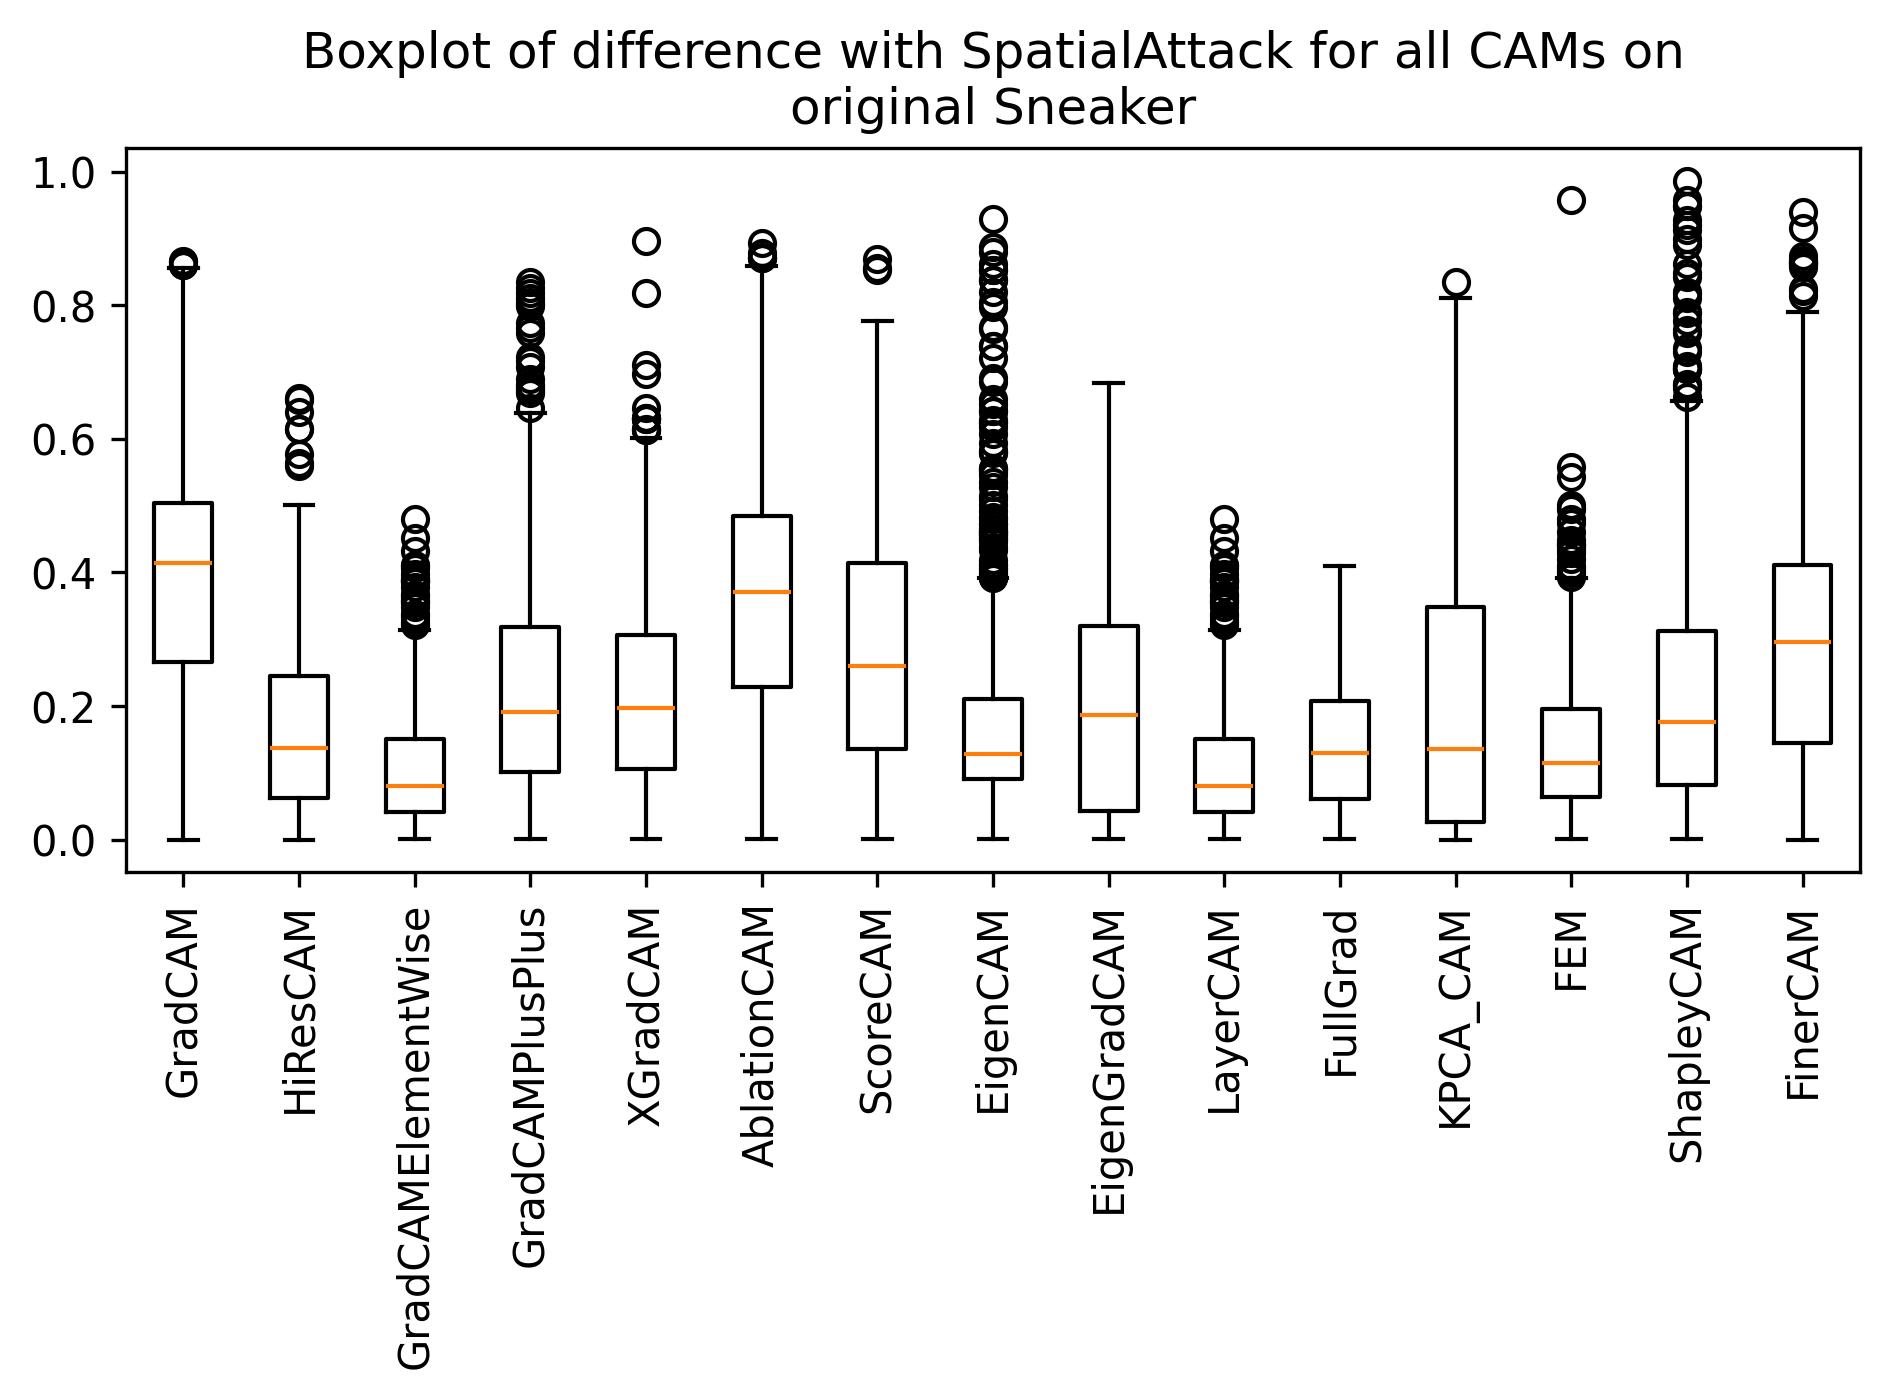 Boxplot of difference with SpatialAttack for all CAMs on
original Sneaker
1.0
0.8
0.6
0.4
0.2
0.0
GradCAM
HiResCAM
GradCAMElementWise
GradCAMPlusPlus
XGradCAM
AblationCAM
ScoreCAM
EigenCAM
EigenGradCAM
LayerCAM
FullGrad
KPCA_CAM
FEM
ShapleyCAM
FinerCAM